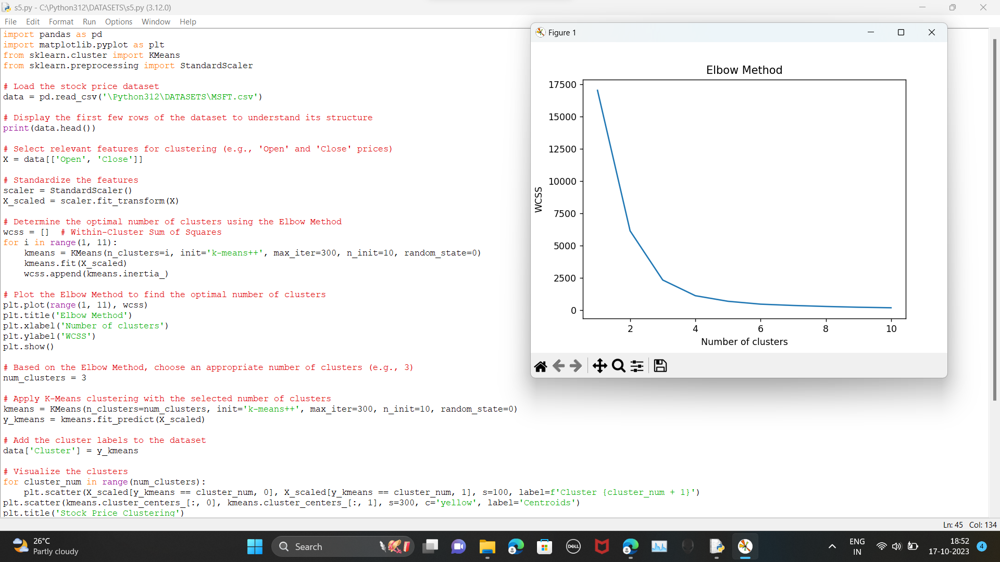 s5.py - C:\Python312\DATASETS\s5.py (3.12.0)
File Edit Format Run Options Window Help
import pandas as pd
import matplotlib.pyplot as plt
from sklearn.cluster import KMeans
from sklearn.preprocessing import StandardScaler
# Load the stock price dataset
data = pd.read_csv('\Python312\DATASETS\MSFT.csv')
# Display the first few rows of the dataset to understand its structure
print(data.head())
# Select relevant features for clustering (e.g., 'Open' and 'Close' prices)
X = data[['Open', 'Close']]
# Standardize the features
scaler = StandardScaler()
X_scaled = scaler.fit_transform(X)
# Determine the optimal number of clusters using the Elbow Method
wcss = []  # Within-Cluster Sum of Squares
for i in range(1, 11):
    kmeans = KMeans(n_clusters=i, init='k-means++', max_iter=300, n_init=10, random_state=0)
    kmeans.fit(X_scaled)
    wcss.append(kmeans.inertia_)
# Plot the Elbow Method to find the optimal number of clusters
plt.plot(range(1, 11), wcss)
plt.title('Elbow Method')
plt.xlabel('Number of clusters')
plt.ylabel('WCSS')
plt.show()
# Based on the Elbow Method, choose an appropriate number of clusters (e.g., 3)
num_clusters = 3
# Apply K-Means clustering with the selected number of clusters
kmeans = KMeans(n_clusters=num_clusters, init='k-means++', max_iter=300, n_init=10, random_state=0)
y_kmeans = kmeans.fit_predict(X_scaled)
# Add the cluster labels to the dataset
data['Cluster'] = y_kmeans
# Visualize the clusters
for cluster_num in range(num_clusters):
    plt.scatter(X_scaled[y_kmeans == cluster_num, 0], X_scaled[y_kmeans == cluster_num, 1], s=100, label=f'Cluster {cluster_num + 1}')
plt.scatter(kmeans.cluster_centers_[:, 0], kmeans.cluster_centers_[:, 1], s=300, c='yellow', label='Centroids')
plt.title('Stock Price Clustering')
Figure 1
Elbow Method
17500
15000
12500
10000
7500
5000
2500
0
WCSS
2 4 6 8 10
Number of clusters
Ln: 45 Col: 134
26°C
Partly cloudy
Search
DELL
ENG
IN
18:52
17-10-2023
4